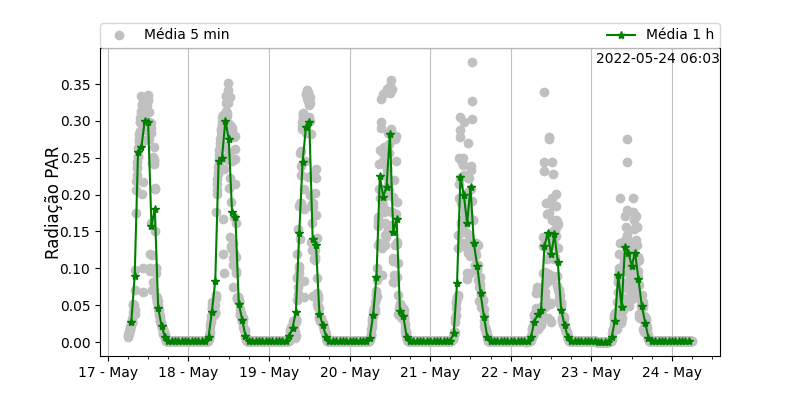 Média 5 min
Média 1 h
2022-05-24 06:03
Radiação PAR
0.35
0.30
0.25
0.20
0.15
0.10
0.05
0.00
17 - May
18 - May
19 - May
20 - May
21 - May
22 - May
23 - May
24 - May